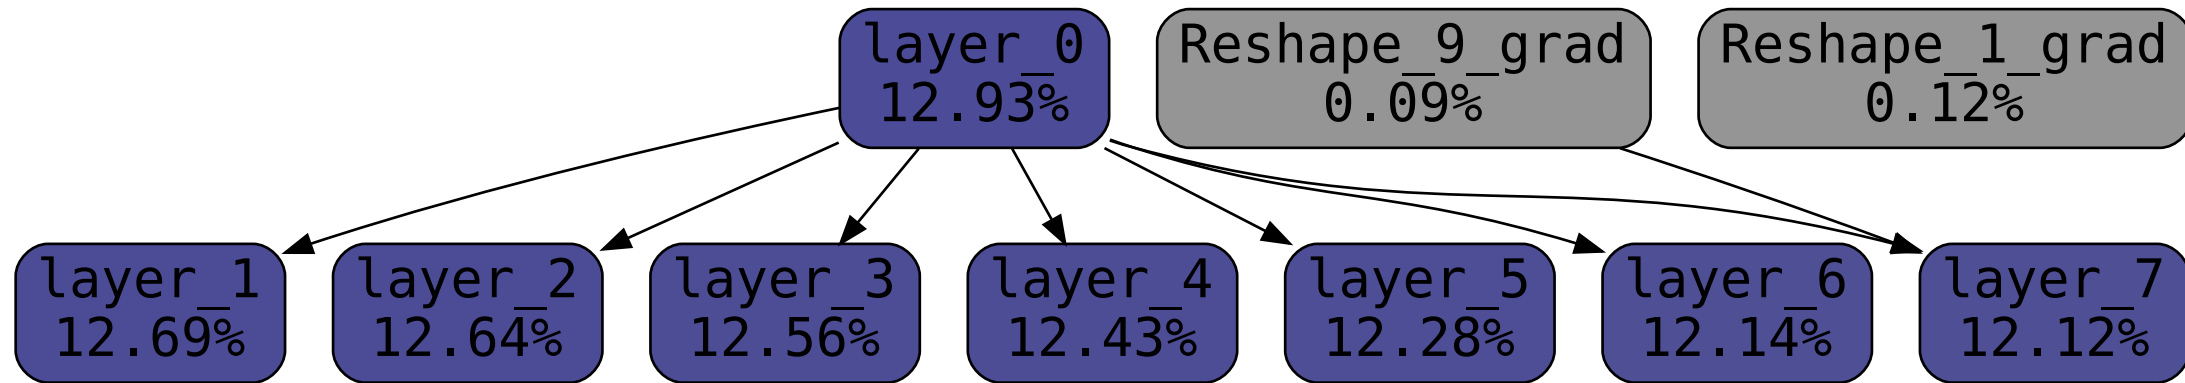 layer_0
12.93%
Reshape_9_grad
0.09%
Reshape_1_grad
0.12%
layer_1
12.69%
layer_2
12.64%
layer_3
12.56%
layer_4
12.43%
layer_5
12.28%
layer_6
12.14%
layer_7
12.12%